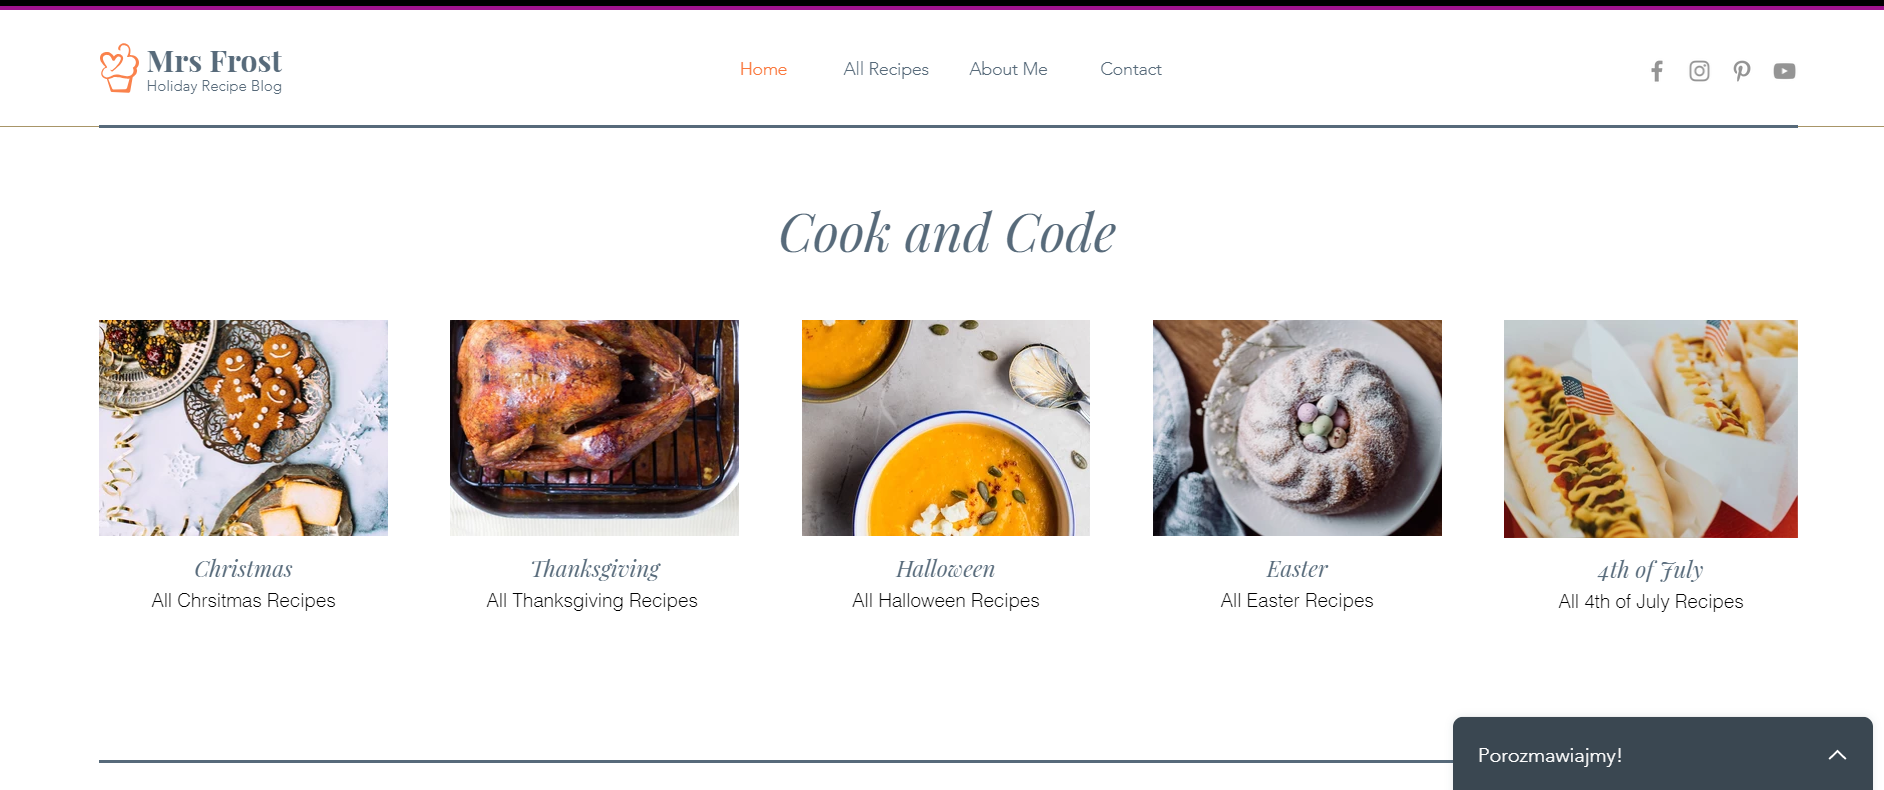 Mrs Frost
Holiday Recipe Blog
Home All Recipes About Me Contact
Cook and Code
Christmas
All Chrsitmas Recipes
Thanksgiving
All Thanksgiving Recipes
Halloween
All Halloween Recipes
Easter
All Easter Recipes
4th of July
All 4th of July Recipes
Porozmawiajmy!